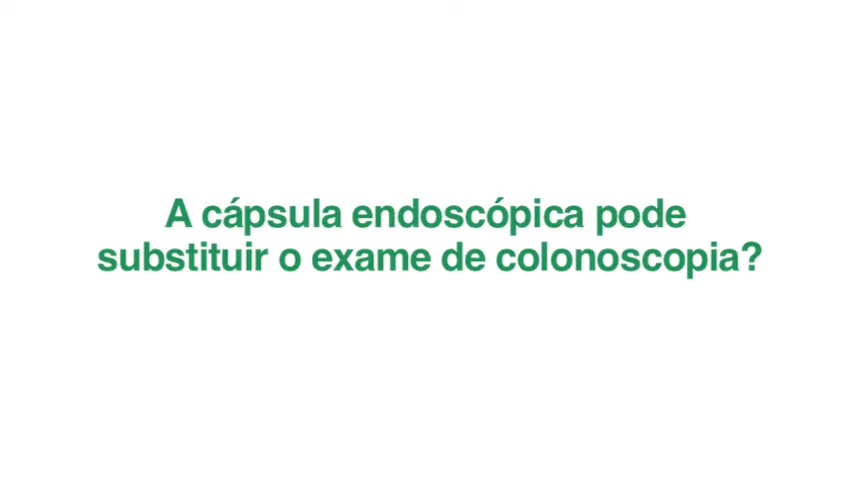 A cápsula endoscópica pode
substituir o exame de colonoscopia?